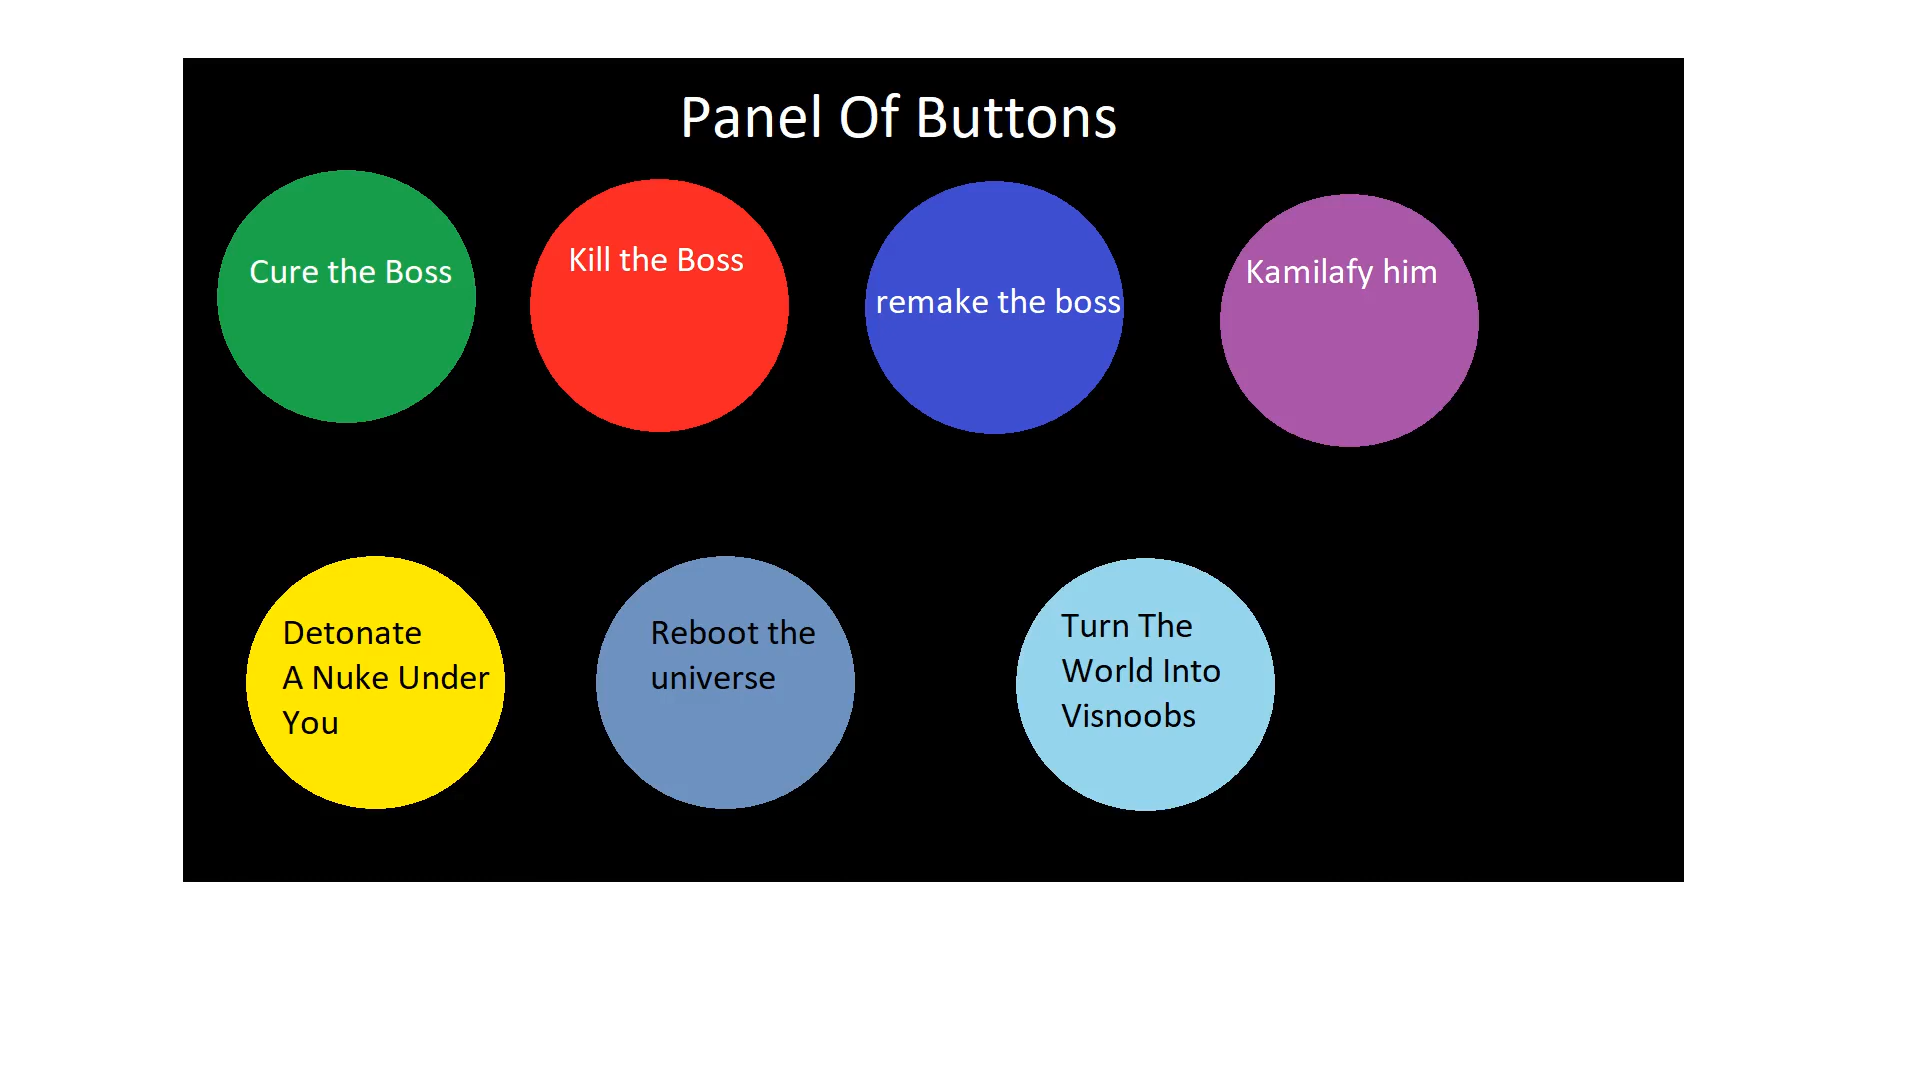 Panel Of Buttons
Cure the Boss
Kill the Boss
remake the boss
Kamilafy him
Detonate
A Nuke Under
You
Reboot the
universe
Turn The
World Into
Visnoobs